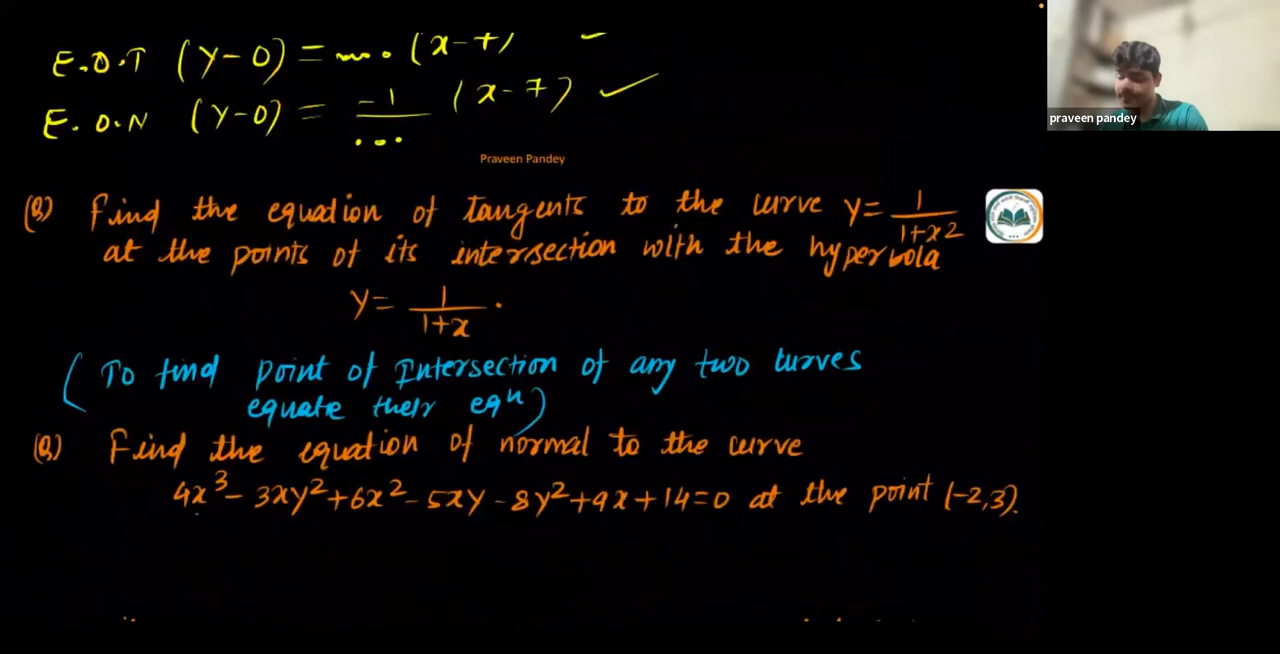 E.O.T (y-0) = m. (x-7)
E.O.N (y-0) = -1/... (x-7) ✓
praveen pandey
Praveen Pandey
(Q) Find the equation of tangents to the curve y= 1/1+x2
at the points of its intersection with the hyperbola
y= 1/1+x .
(To find point of Intersection of any two curves
equate their eqn)
(Q) Find the equation of normal to the curve
4x³-3xy²+6x²-5xy-8y²+9x+14=0 at the point (-2,3).